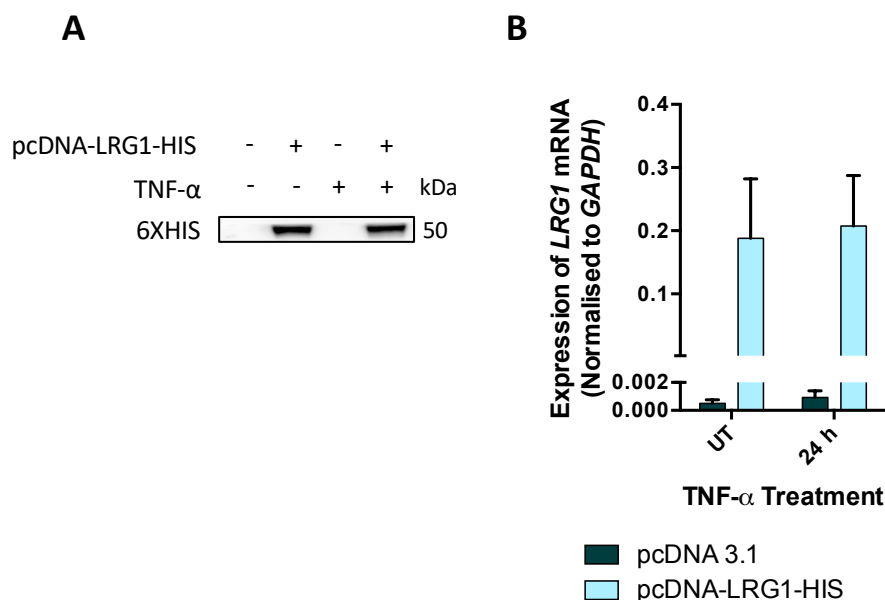 A
pcDNA-LRG1-HIS - + - +
TNF-α - - + + kDa
6XHIS 50
B
Expression of LRG1 mRNA
(Normalised to GAPDH)
0.4
0.3
0.2
0.1
0.002
0.000
UT
24 h
TNF-α Treatment
pcDNA 3.1
pcDNA-LRG1-HIS